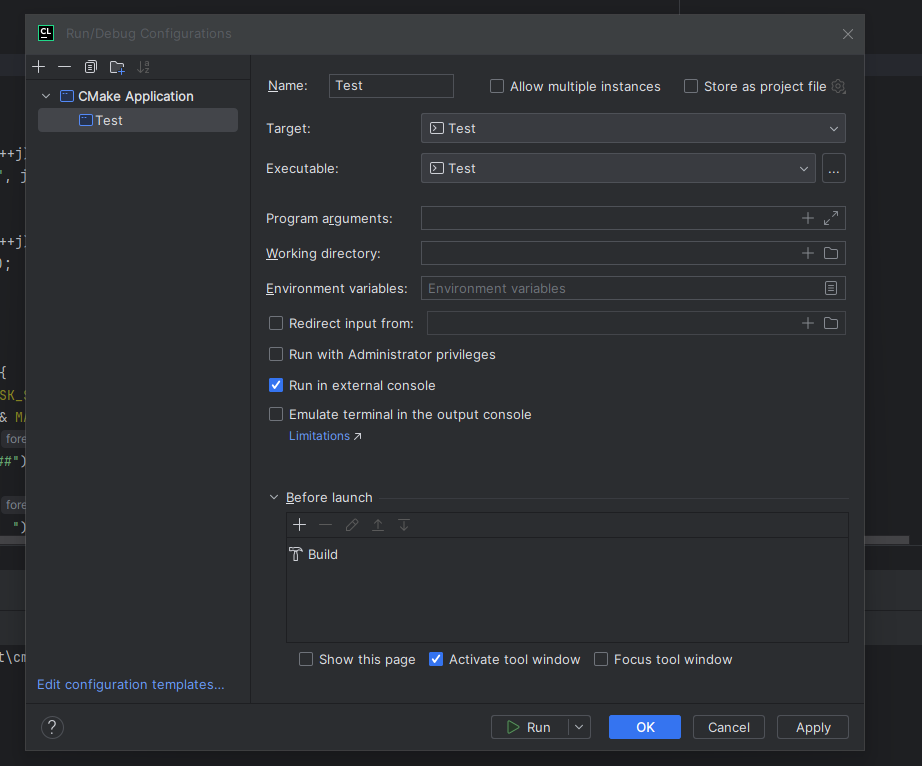 CL Run/Debug Configurations
CMake Application
Test
Name: Test Allow multiple instances Store as project file
Target: Test
Executable: Test ...
Program arguments:
Working directory:
Environment variables: Environment variables
Redirect input from:
Run with Administrator privileges
Run in external console
Emulate terminal in the output console
Limitations
Before launch
Build
Show this page Activate tool window Focus tool window
Edit configuration templates...
? Run OK Cancel Apply
++j)
", j
++j)
);
{
SK_S
& MA
fore
##")
fore
")
t\cm